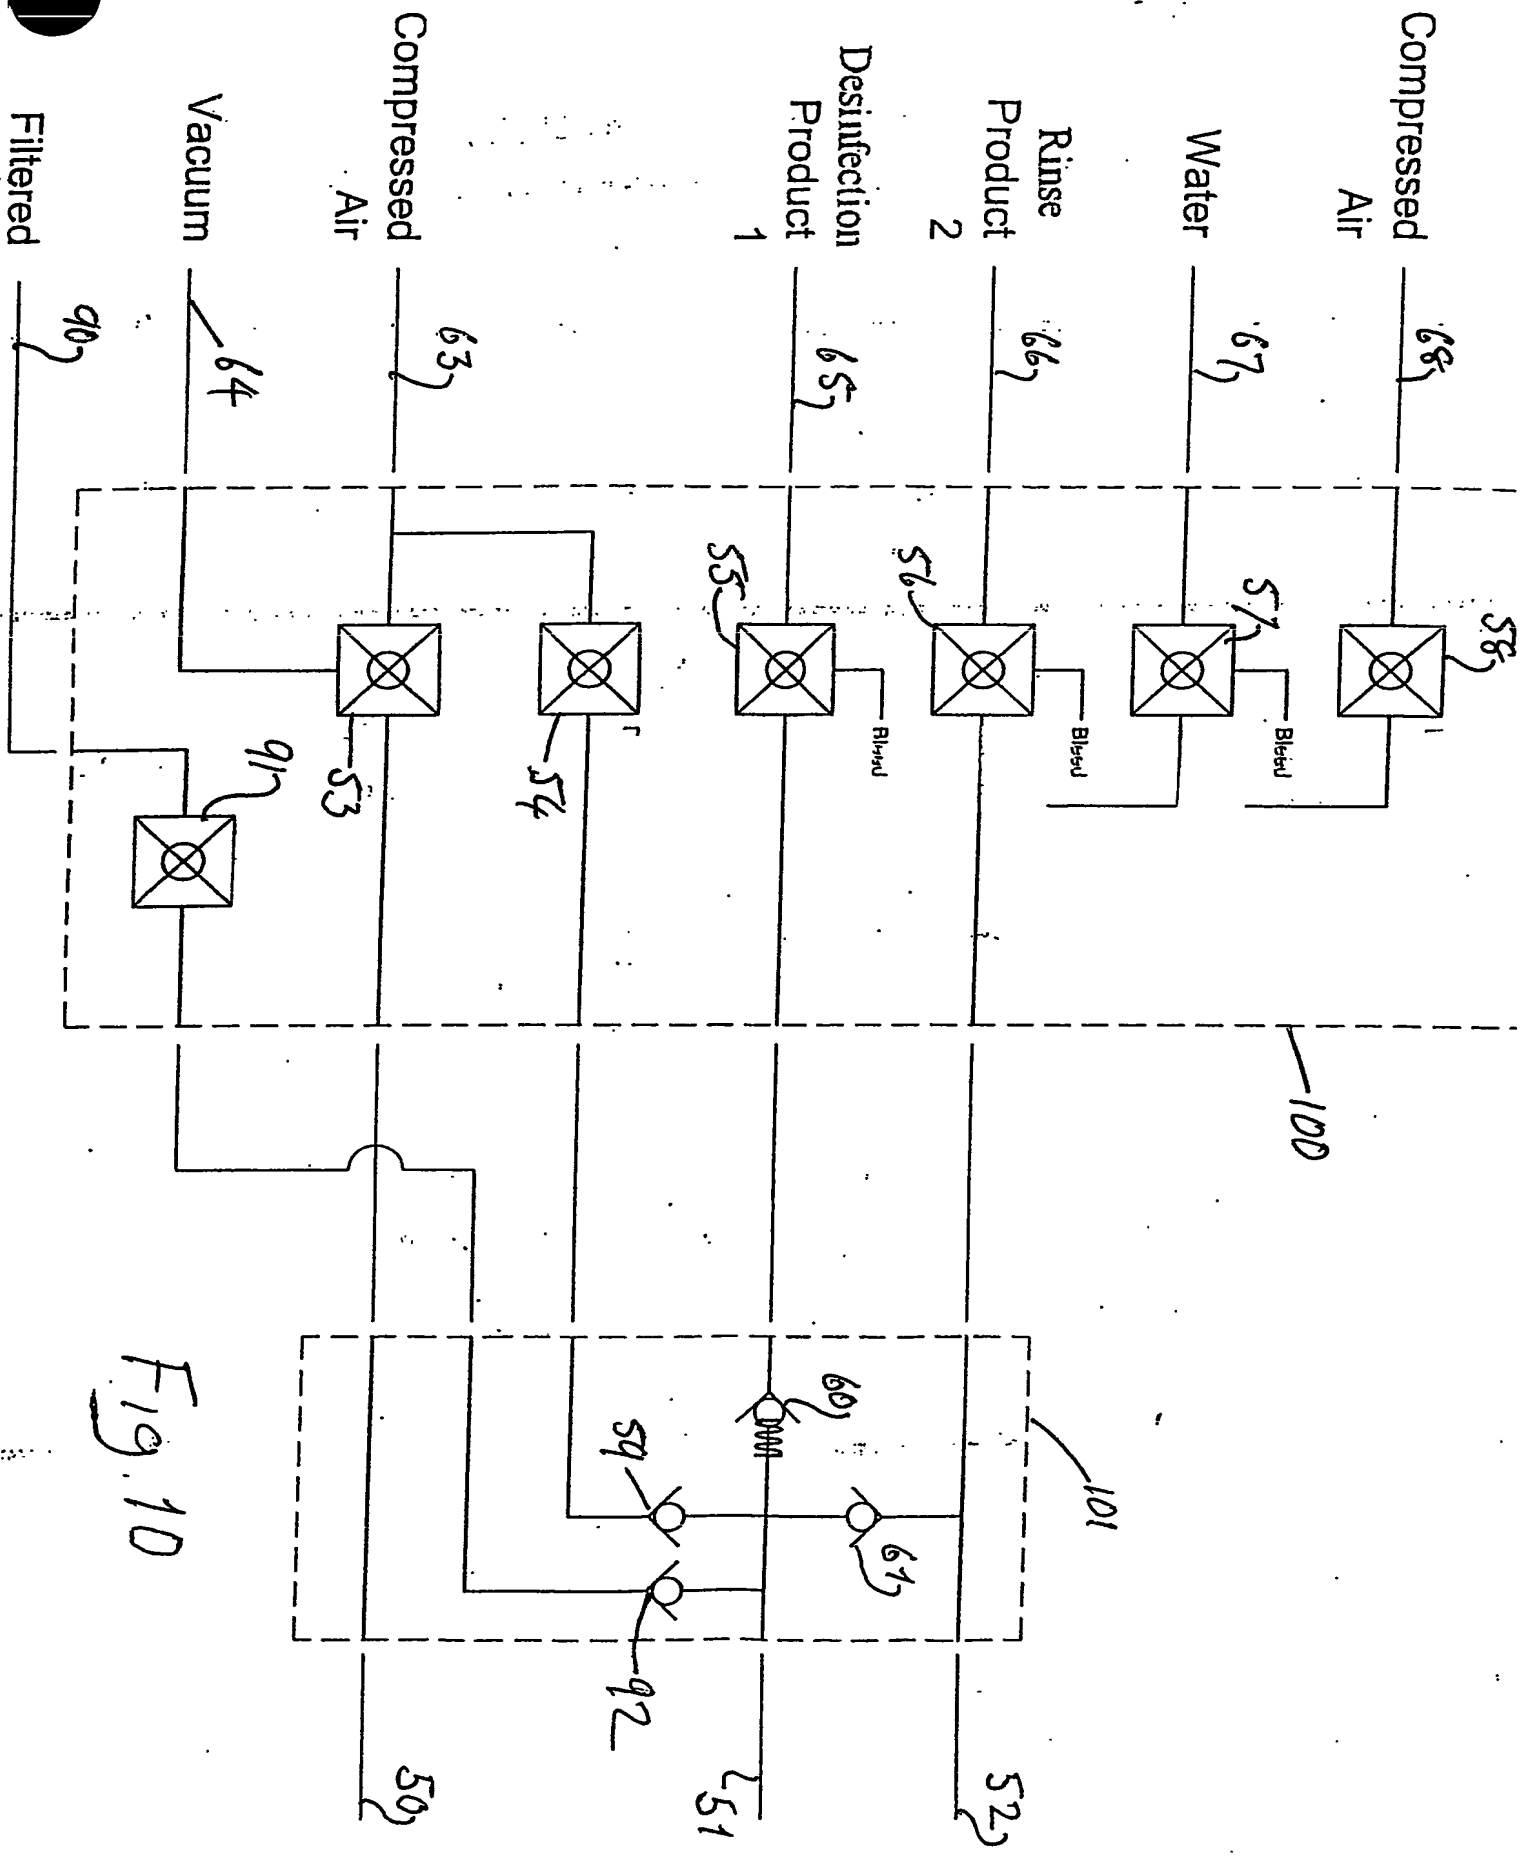 Compressed
Air
68
Water
67
Rinse
Product
2
66
Desinfection
Product
1
65
Compressed
Air
63
Vacuum
64
Filtered
90
58
57
56
55
54
53
91
100
101
60
59
61
92
52
51
50
Fig. 10